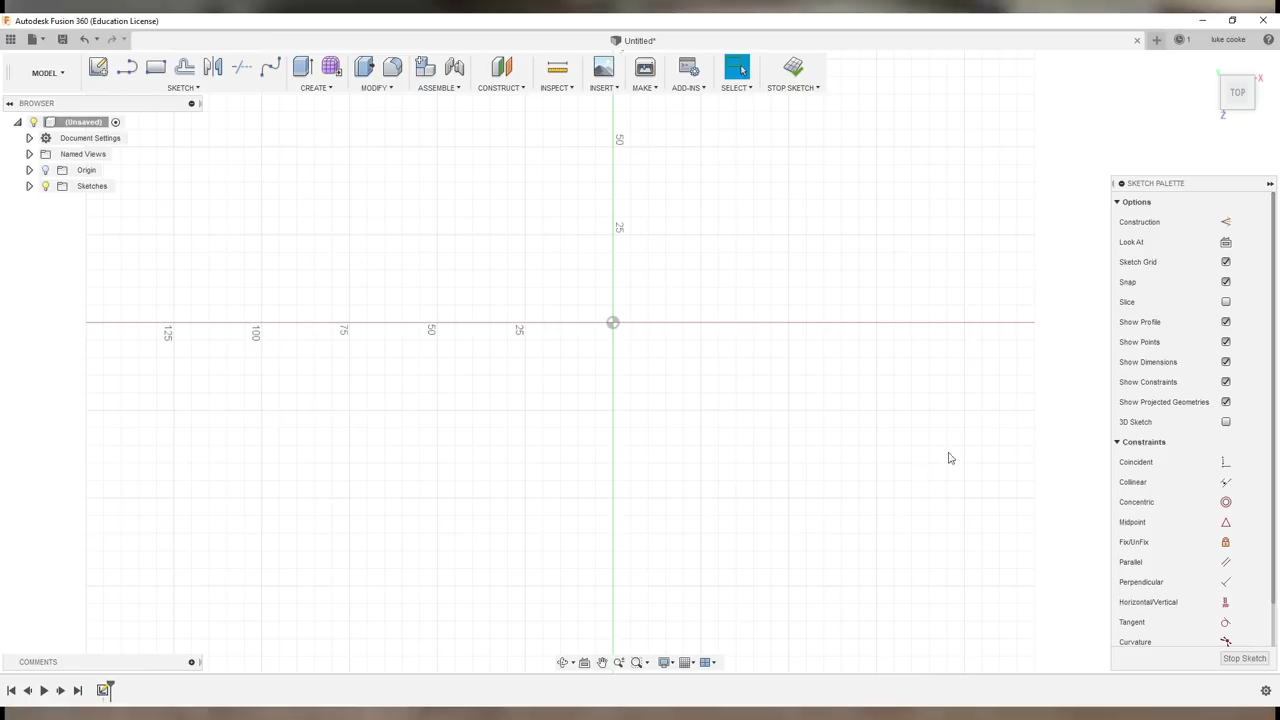 Autodesk Fusion 360 (Education License)
Untitled*
1
luke cooke
MODEL
SKETCH
CREATE
MODIFY
ASSEMBLE
CONSTRUCT
INSPECT
INSERT
MAKE
ADD-INS
SELECT
STOP SKETCH
BROWSER
(Unsaved)
Document Settings
Named Views
Origin
Sketches
50
25
125
100
75
50
25
TOP
X
Z
SKETCH PALETTE
Options
Construction
Look At
Sketch Grid
Snap
Slice
Show Profile
Show Points
Show Dimensions
Show Constraints
Show Projected Geometries
3D Sketch
Constraints
Coincident
Collinear
Concentric
Midpoint
Fix/UnFix
Parallel
Perpendicular
Horizontal/Vertical
Tangent
Curvature
Stop Sketch
COMMENTS